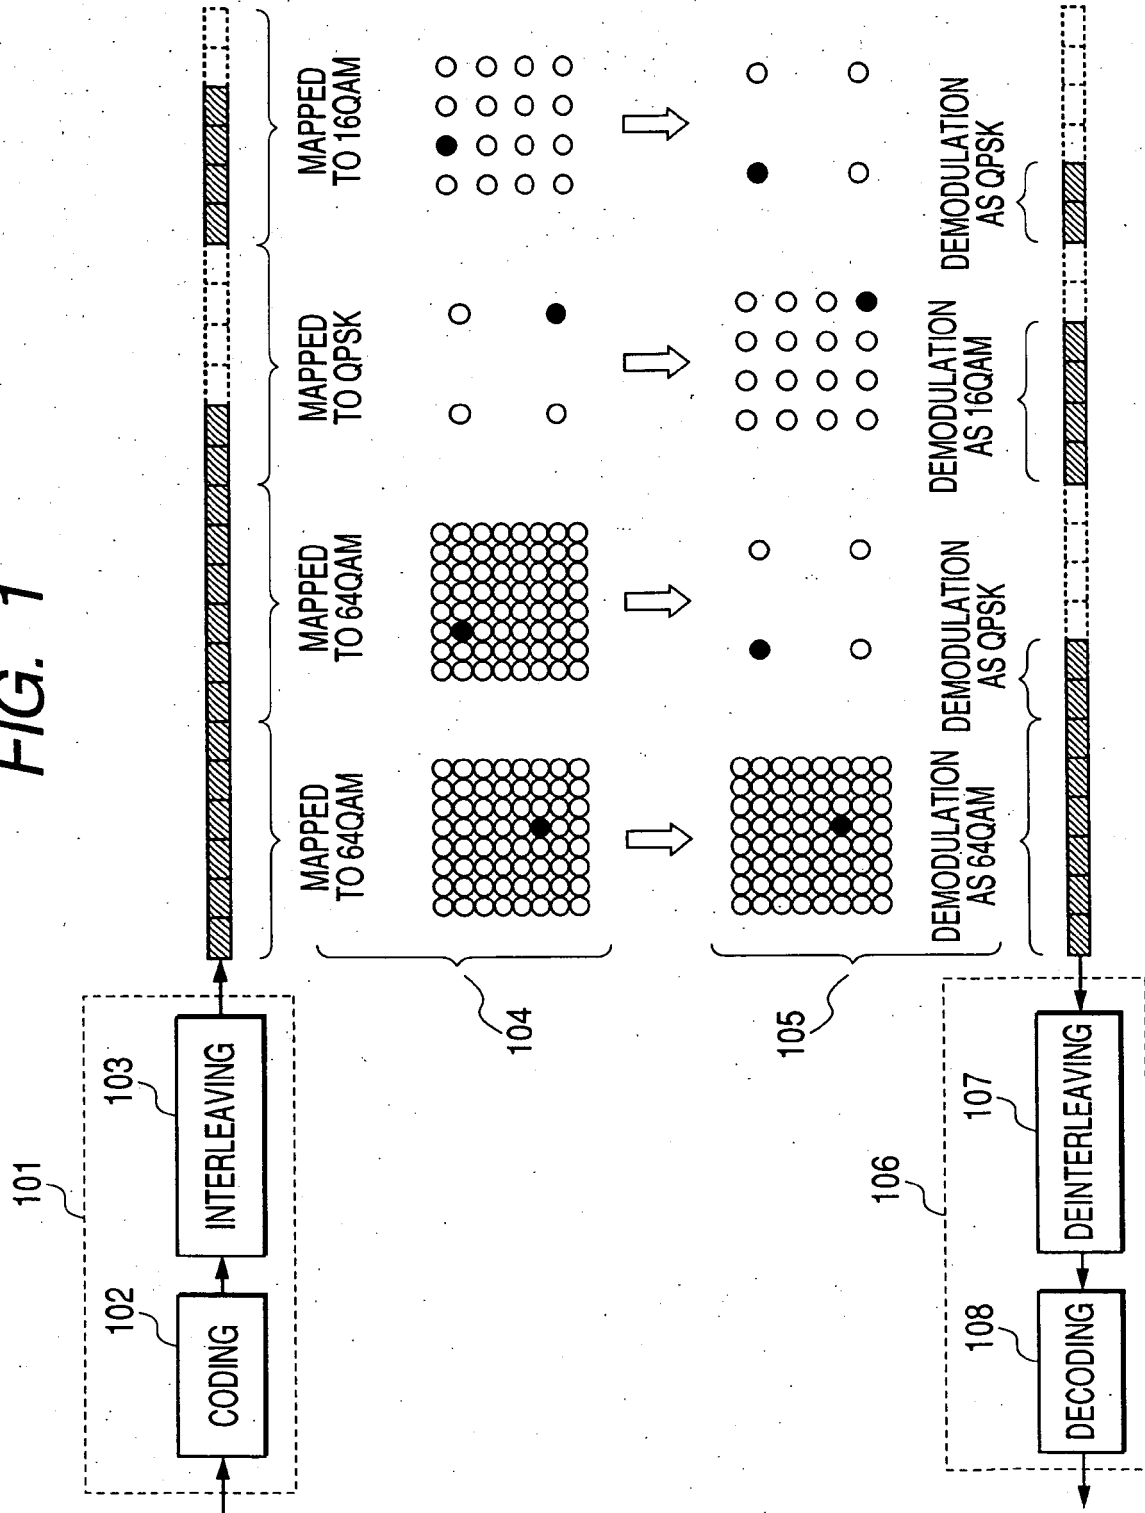 FIG. 1
101
102
103
CODING
INTERLEAVING
MAPPED
TO 64QAM
MAPPED
TO 64QAM
MAPPED
TO QPSK
MAPPED
TO 16QAM
104
105
DEMODULATION
AS 64QAM
DEMODULATION
AS QPSK
DEMODULATION
AS 16QAM
DEMODULATION
AS QPSK
106
108
107
DECODING
DEINTERLEAVING